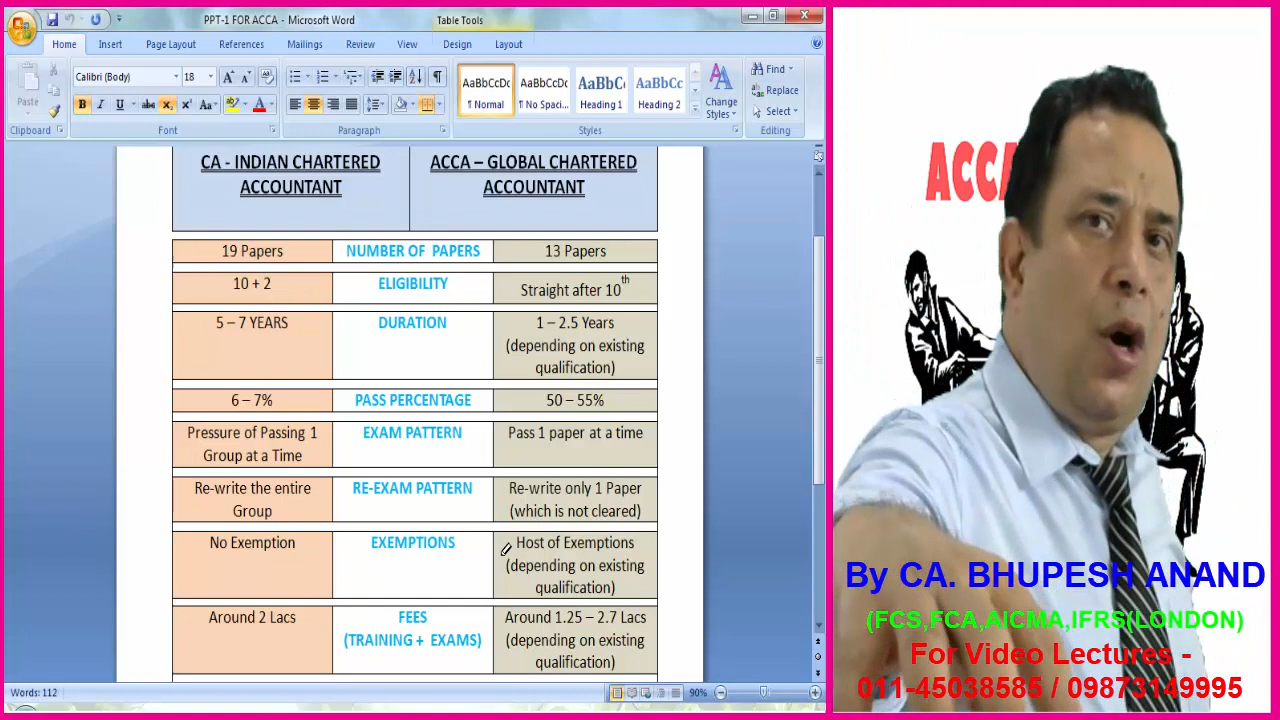 PPT-1 FOR ACCA - Microsoft Word
Table Tools
Home
Insert
Page Layout
References
Mailings
Review
View
Design
Layout
Paste
Clipboard
Calibri (Body)
18
Font
Paragraph
AaBbCcDc
¶ Normal
AaBbCcDc
¶ No Spaci...
AaBbC
Heading 1
AaBbCc
Heading 2
Change
Styles
Styles
Find
Replace
Select
Editing
CA - INDIAN CHARTERED
ACCOUNTANT
ACCA – GLOBAL CHARTERED
ACCOUNTANT
19 Papers
NUMBER OF PAPERS
13 Papers
10 + 2
ELIGIBILITY
Straight after 10th
5 – 7 YEARS
DURATION
1 – 2.5 Years
(depending on existing
qualification)
6 – 7%
PASS PERCENTAGE
50 – 55%
Pressure of Passing 1
Group at a Time
EXAM PATTERN
Pass 1 paper at a time
Re-write the entire
Group
RE-EXAM PATTERN
Re-write only 1 Paper
(which is not cleared)
No Exemption
EXEMPTIONS
Host of Exemptions
(depending on existing
qualification)
Around 2 Lacs
FEES
(TRAINING + EXAMS)
Around 1.25 – 2.7 Lacs
(depending on existing
qualification)
Words: 112
90%
ACCA
By CA. BHUPESH ANAND
(FCS,FCA,AICMA,IFRS(LONDON)
For Video Lectures -
011-45038585 / 09873149995